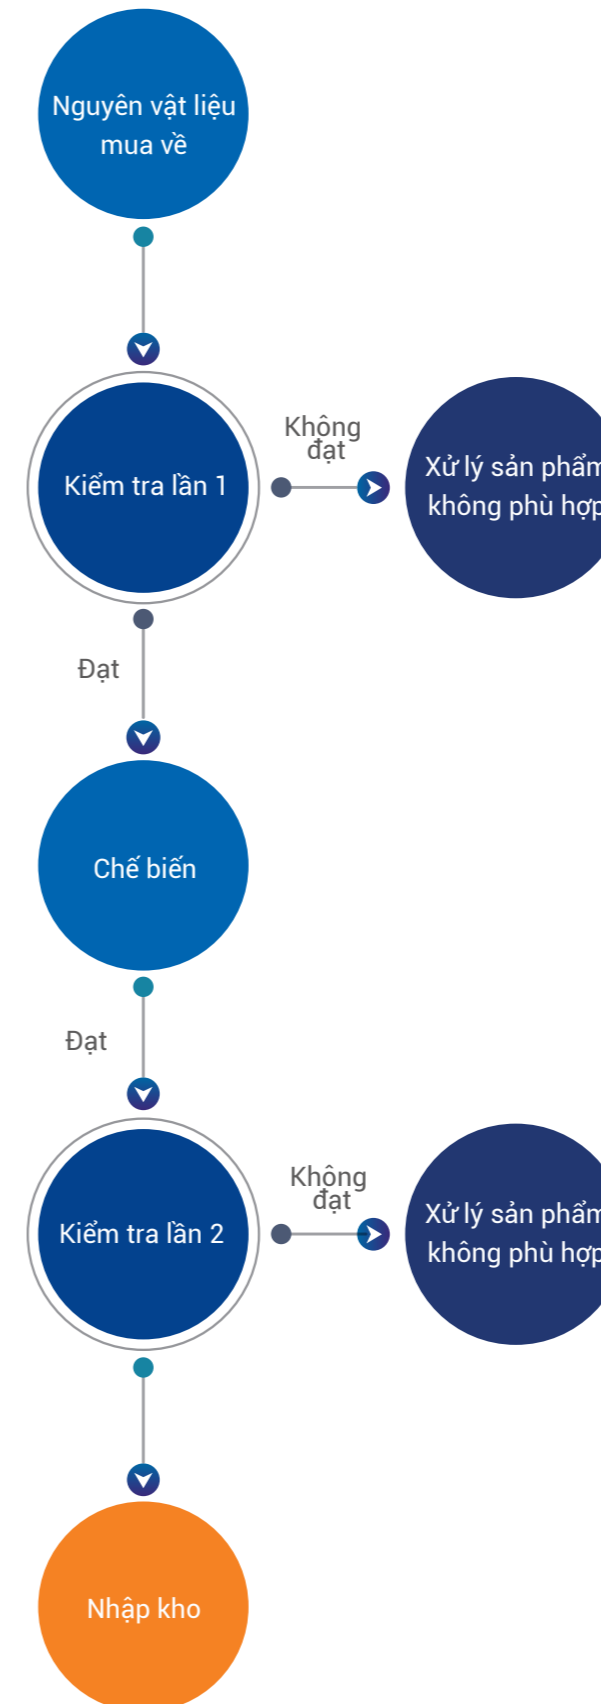 Nguyên vật liệu
mua về
Kiểm tra lần 1
Không
đạt
Xử lý sản phẩm
không phù hợp
Đạt
Chế biến
Đạt
Kiểm tra lần 2
Không
đạt
Xử lý sản phẩm
không phù hợp
Nhập kho